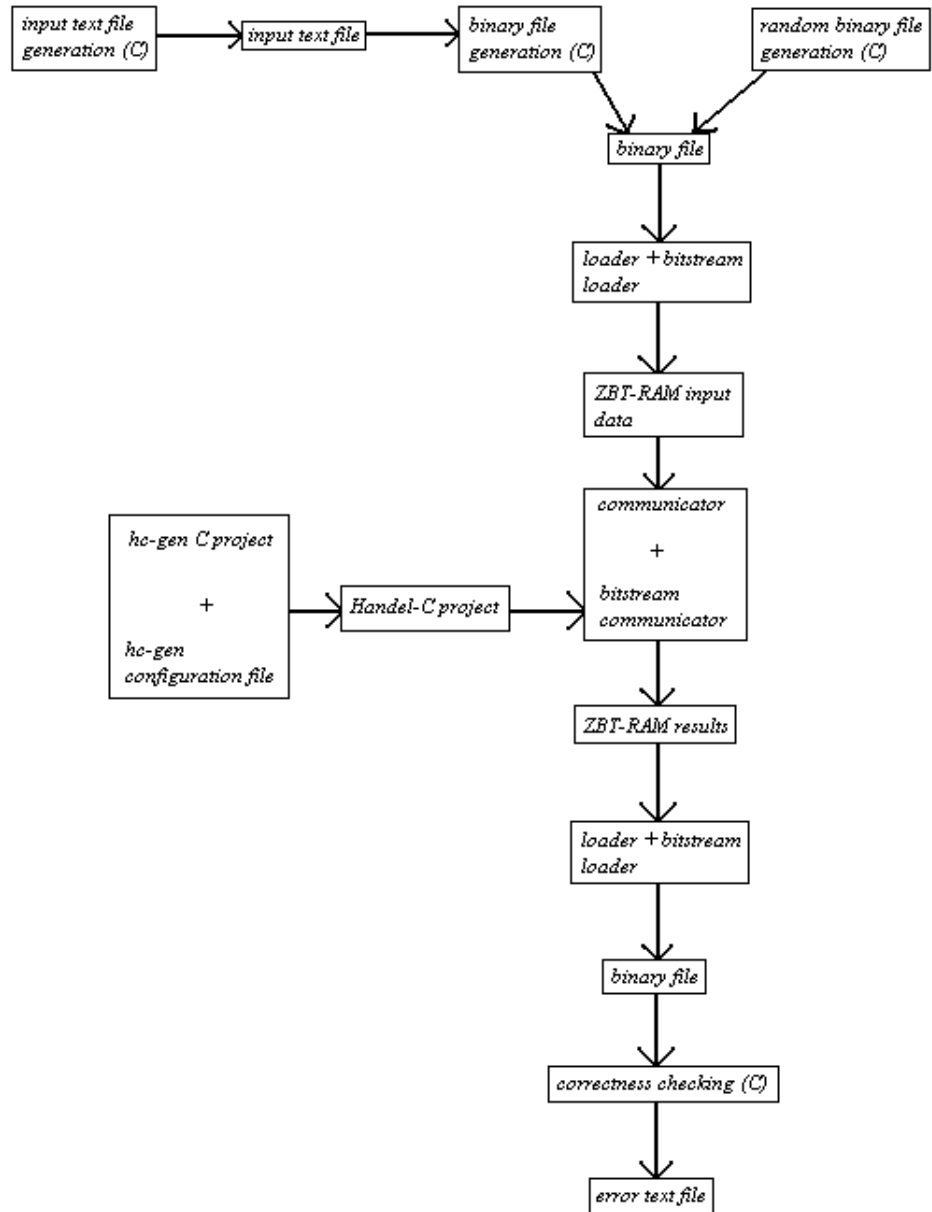 input text file
generation (C)
input text file
binary file
generation (C)
random binary file
generation (C)
binary file
loader + bitstream
loader
ZBT-RAM input
data
communicator
+
bitstream
communicator
hc-gen C project
+
hc-gen
configuration file
Handel-C project
ZBT-RAM results
loader + bitstream
loader
binary file
correctness checking (C)
error text file